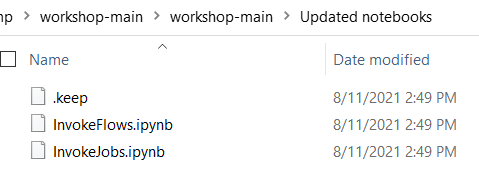 np > workshop-main > workshop-main > Updated notebooks
Name Date modified
.keep 8/11/2021 2:49 PM
InvokeFlows.ipynb 8/11/2021 2:49 PM
InvokeJobs.ipynb 8/11/2021 2:49 PM